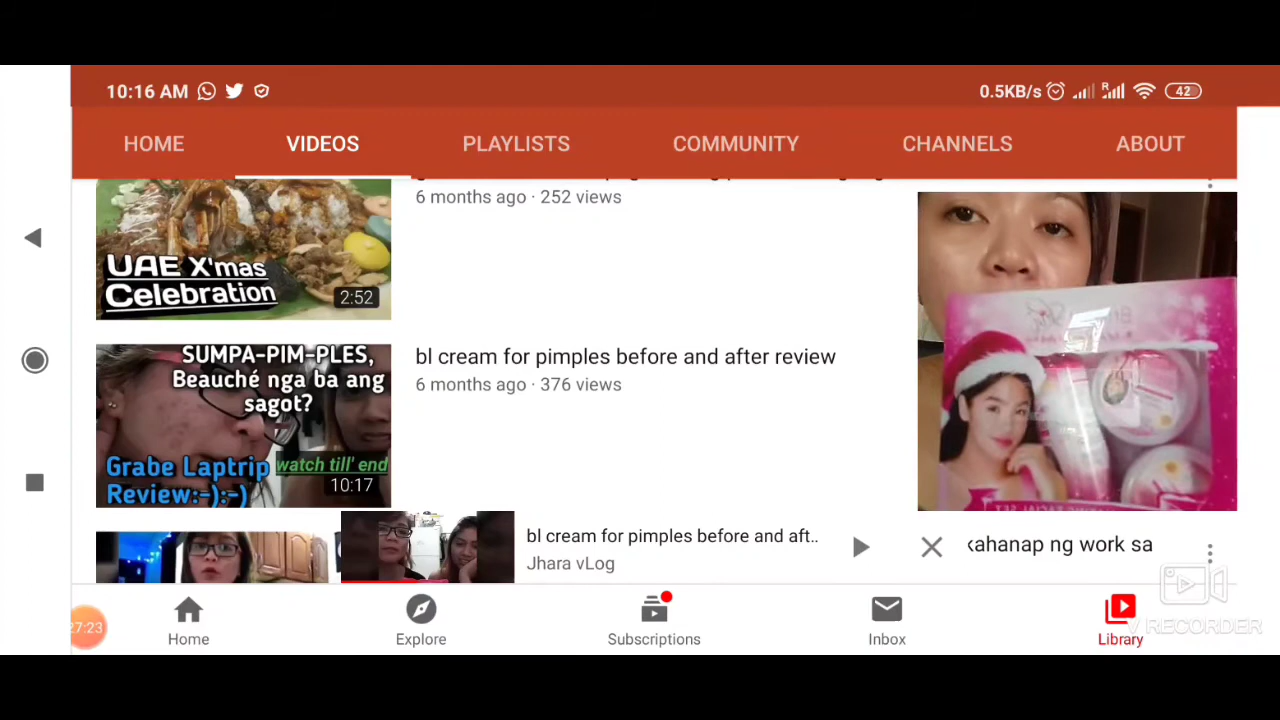 10:16 AM
0.5KB/s
R
42
HOME
VIDEOS
PLAYLISTS
COMMUNITY
CHANNELS
ABOUT
6 months ago · 252 views
UAE X'mas
Celebration
2:52
SUMPA-PIM-PLES,
Beauché nga ba ang
sagot?
Grabe Laptrip
Review:-):-)
watch till' end
10:17
bl cream for pimples before and after review
6 months ago · 376 views
bl cream for pimples before and aft..
Jhara vLog
kahanap ng work sa
Home
Explore
Subscriptions
Inbox
Library
27:23
V RECORDER